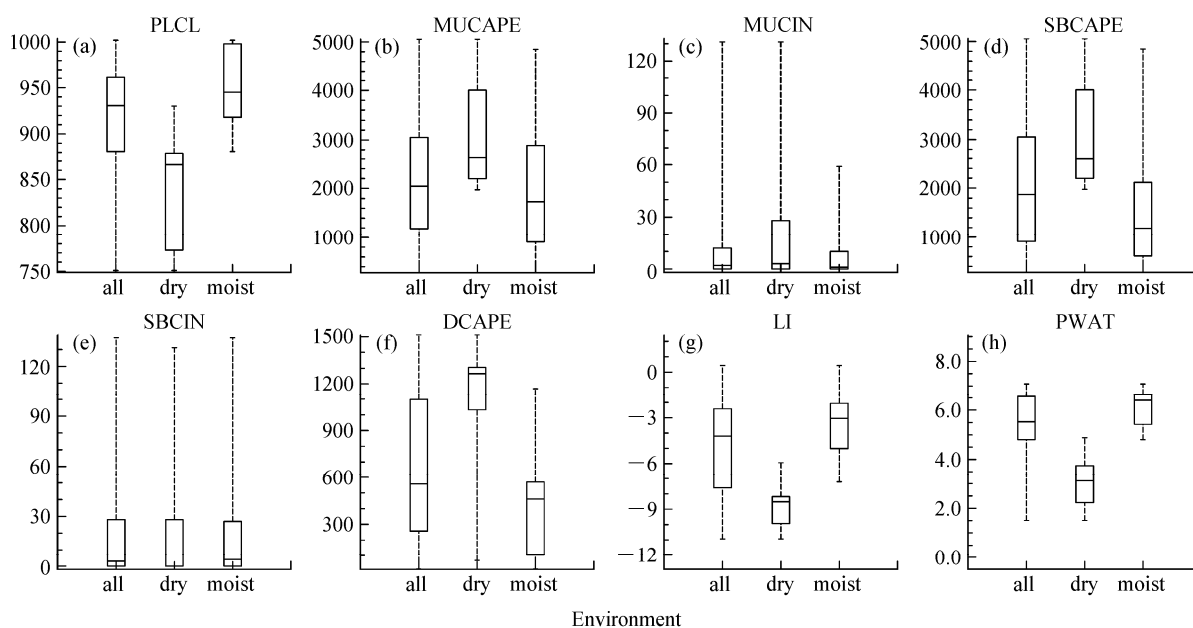 PLCL MUCAPE MUCIN SBCAPE
(a) (b) (c) (d)
1000 950 900 850 800 750
5000 4000 3000 2000 1000
120 90 60 30 0
5000 4000 3000 2000 1000
all dry moist all dry moist all dry moist all dry moist
SBCIN DCAPE LI PWAT
(e) (f) (g) (h)
120 90 60 30 0
1500 1200 900 600 300
0 −3 −6 −9 −12
8.0 6.0 4.0 2.0 0.0
all dry moist all dry moist all dry moist all dry moist
Environment